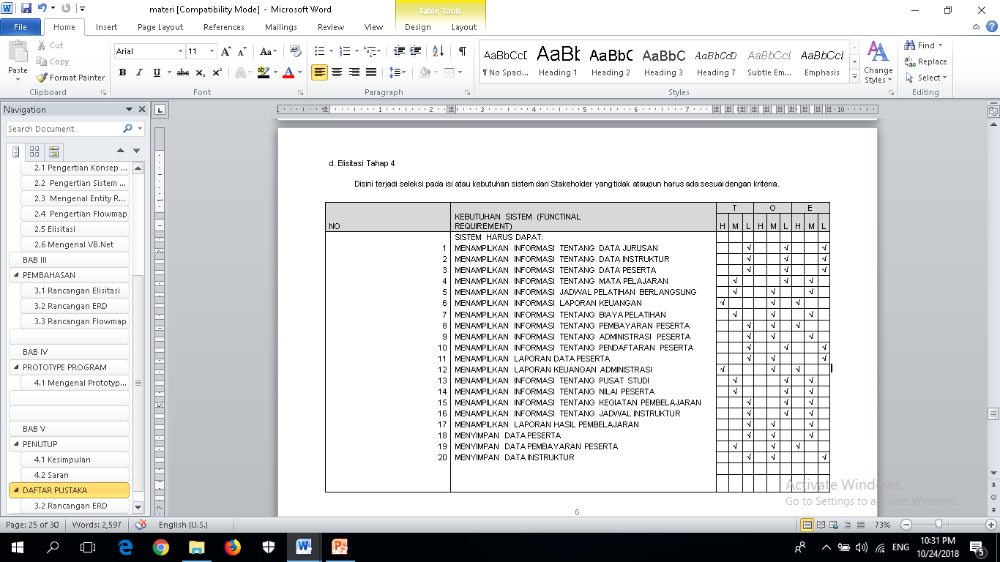 materi [Compatibility Mode] - Microsoft Word
Table Tools
File Home Insert Page Layout References Mailings Review View Design Layout
Paste
Cut
Copy
Format Painter
Clipboard
Arial 11
Font
Paragraph
AaBbCcI AaBb AaBbC AaBbC AaBbCcD AaBbCcl AaBbCcl
¶ No Spaci... Heading 1 Heading 2 Heading 3 Heading 7 Subtle Em... Emphasis
Change
Styles
Styles
Find
Replace
Select
Editing
Navigation
Search Document
2.1 Pengertian Konsep ...
2.2 Pengertian Sistem ...
2.3 Mengenal Entity R...
2.4 Pengertian Flowmap
2.5 Elisitasi
2.6 Mengenal VB.Net
BAB III
PEMBAHASAN
3.1 Rancangan Elisitasi
3.2 Rancangan ERD
3.3 Rancangan Flowmap
BAB IV
PROTOTYPE PROGRAM
4.1 Mengenal Prototyp...
BAB V
PENUTUP
4.1 Kesimpulan
4.2 Saran
DAFTAR PUSTAKA
3.2 Rancangan ERD
d. Elisitasi Tahap 4
Disini terjadi seleksi pada isi atau kebutuhan sistem dari Stakeholder yang tidak ataupun harus ada sesuai dengan kriteria.
T O E
NO KEBUTUHAN SISTEM (FUNCTINAL
REQUIREMENT) H M L H M L H M L
SISTEM HARUS DAPAT:
1 MENAMPILKAN INFORMASI TENTANG DATA JURUSAN √ √ √
2 MENAMPILKAN INFORMASI TENTANG DATA INSTRUKTUR √ √ √
3 MENAMPILKAN INFORMASI TENTANG DATA PESERTA √ √ √
4 MENAMPILKAN INFORMASI TENTANG MATA PELAJARAN √ √ √
5 MENAMPILKAN INFORMASI JADWAL PELATIHAN BERLANGSUNG √ √ √
6 MENAMPILKAN INFORMASI LAPORAN KEUANGAN √ √ √
7 MENAMPILKAN INFORMASI TENTANG BIAYA PELATIHAN √ √ √
8 MENAMPILKAN INFORMASI TENTANG PEMBAYARAN PESERTA √ √ √
9 MENAMPILKAN INFORMASI TENTANG ADMINISTRASI PESERTA √ √ √
10 MENAMPILKAN INFORMASI TENTANG PENDAFTARAN PESERTA √ √ √
11 MENAMPILKAN LAPORAN DATA PESERTA √ √ √
12 MENAMPILKAN LAPORAN KEUANGAN ADMINISTRASI √ √ √
13 MENAMPILKAN INFORMASI TENTANG PUSAT STUDI √ √ √
14 MENAMPILKAN INFORMASI TENTANG NILAI PESERTA √ √ √
15 MENAMPILKAN INFORMASI TENTANG KEGIATAN PEMBELAJARAN √ √ √
16 MENAMPILKAN INFORMASI TENTANG JADWAL INSTRUKTUR √ √ √
17 MENAMPILKAN LAPORAN HASIL PEMBELAJARAN √ √ √
18 MENYIMPAN DATA PESERTA √ √ √
19 MENYIMPAN DATA PEMBAYARAN PESERTA √ √ √
20 MENYIMPAN DATA INSTRUKTUR √ √ √
6
Activate Windows
Go to Settings to activate Windows.
Page: 25 of 30 Words: 2,597 English (U.S.) 73%
ENG 10:31 PM
10/24/2018 5